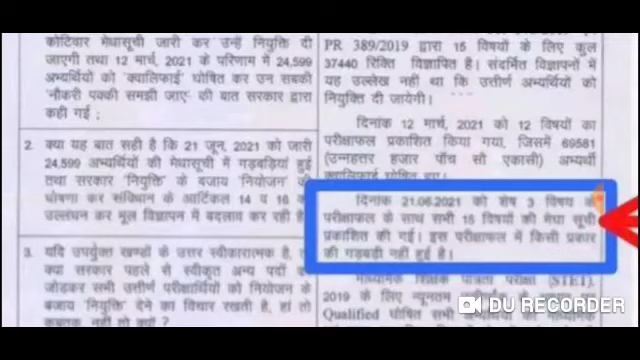 कोटिवार मेधासूची जारी कर उन्हें नियुक्ति दी
जाएगी तथा 12 मार्च, 2021 के परिणाम में 24,599
अभ्यर्थियों को 'क्वालिफाई' घोषित कर उन सबकी
'नौकरी पक्की समझी जाए' की बात सरकार द्वारा
कही गई ;
2. क्या यह बात सही है कि 21 जून, 2021 को जारी
24,599 अभ्यर्थियों की मेधासूची में गड़बड़ियां हुई
तथा सरकार 'नियुक्ति' के बजाय 'नियोजन' की
घोषणा कर संविधान के आर्टिकल 14 व 16 का
उल्लंघन कर मूल विज्ञापन में बदलाव कर रही है
3. यदि उपर्युक्त खण्डों के उत्तर स्वीकारात्मक है, तो
क्या सरकार पहले से स्वीकृत अन्य पदों को
जोडकर सभी उत्तीर्ण परीक्षार्थियों को नियोजन के
बजाय 'नियुक्ति' देने का विचार रखती है, हां तो
कबतक नहीं तो क्यों ?
PR 389/2019 द्वारा 15 विषयों के लिए कुल
37440 रिक्ति विज्ञापित है। संदर्भित विज्ञापनों में
यह उल्लेख नहीं था कि उत्तीर्ण अभ्यर्थियों को
नियुक्ति दी जायेगी।
दिनांक 12 मार्च, 2021 को 12 विषयों का
परीक्षाफल प्रकाशित किया गया, जिसमें 69581
(उनहत्तर हजार पाँच सौ एकासी) अभ्यर्थी
क्वालिफाई घोषित हुए।
दिनांक 21.06.2021 को शेष 3 विषय के
परीक्षाफल के साथ सभी 15 विषयों की मेधा सूची
प्रकाशित की गई। इस परीक्षाफल में किसी प्रकार
की गड़बड़ी नहीं हुई है।
माध्यमिक शिक्षक पात्रता परीक्षा (STET),
2019 के लिए न्यूनतम
Qualified घोषित सभी
DU RECORDER